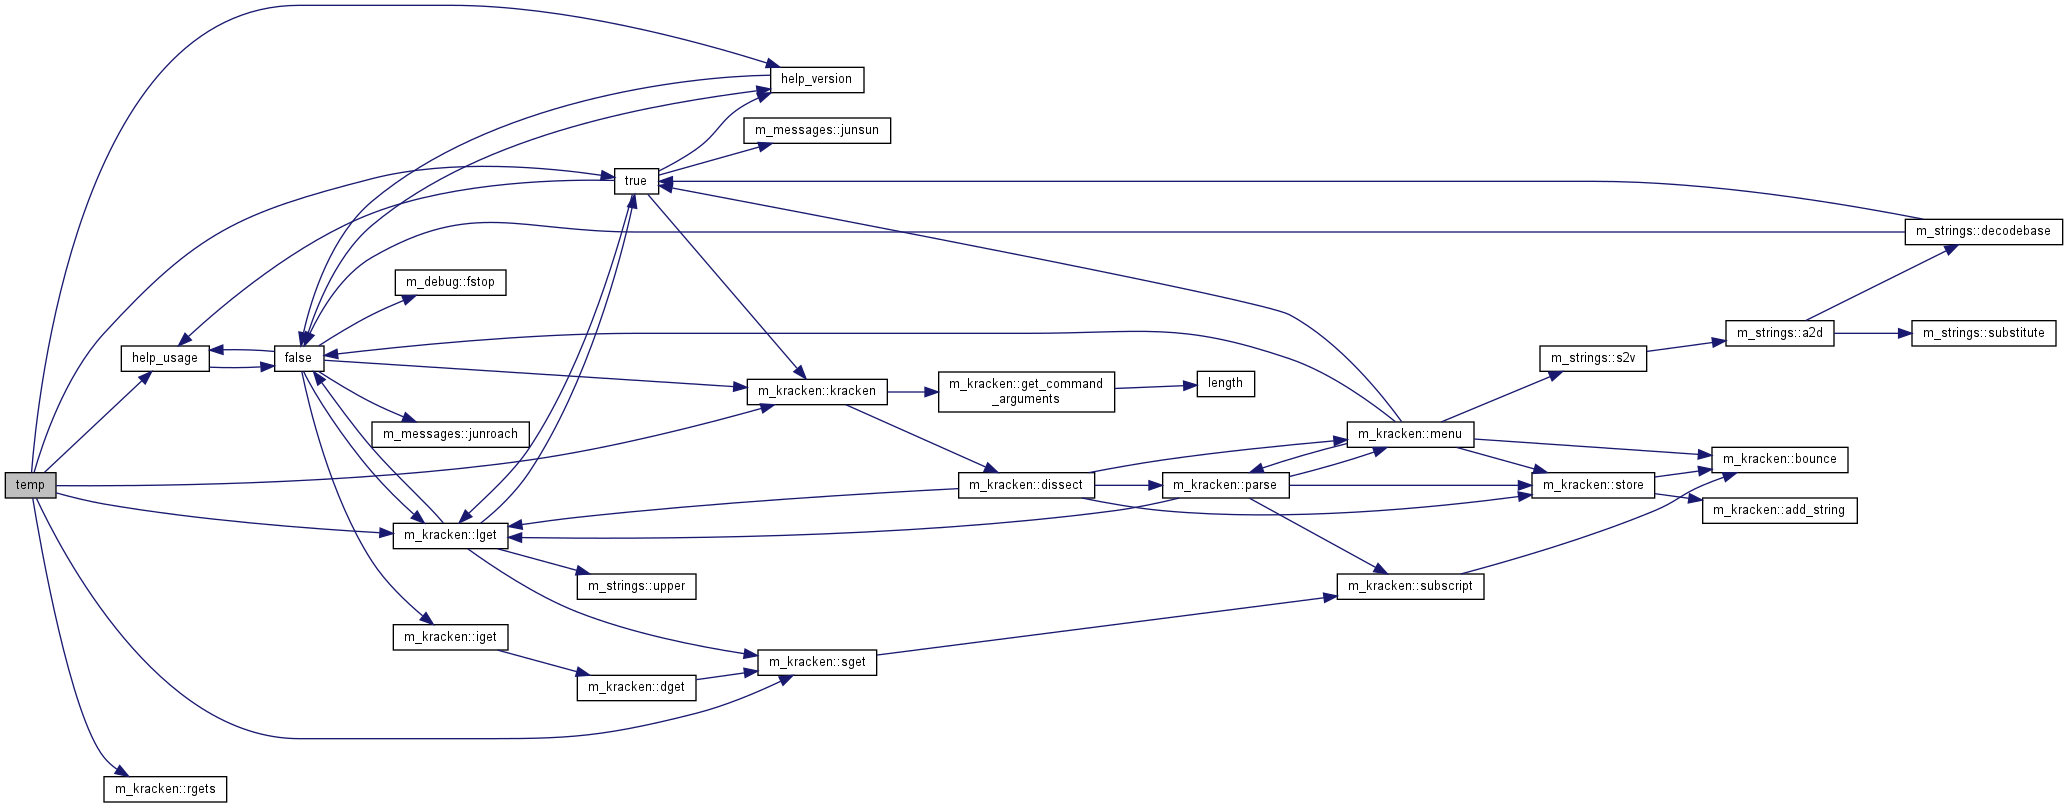 help_version
m_messages::junsun
true
m_strings::decodebase
m_debug::fstop
m_strings::a2d
m_strings::substitute
help_usage
false
m_strings::s2v
m_kracken::kracken
m_kracken::get_command
_arguments
length
m_messages::junroach
m_kracken::menu
m_kracken::bounce
temp
m_kracken::dissect
m_kracken::parse
m_kracken::store
m_kracken::add_string
m_kracken::lget
m_strings::upper
m_kracken::subscript
m_kracken::iget
m_kracken::sget
m_kracken::dget
m_kracken::rgets